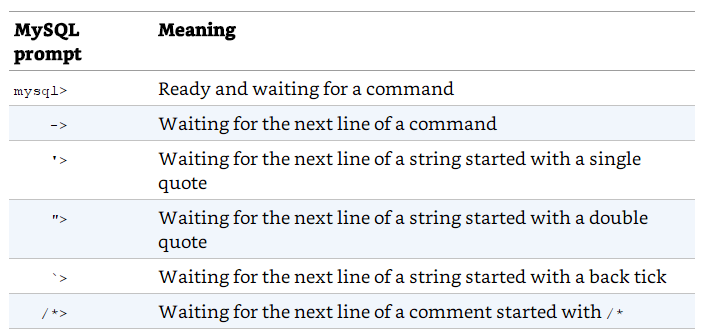 MySQL Meaning
prompt
mysql> Ready and waiting for a command
-> Waiting for the next line of a command
'> Waiting for the next line of a string started with a single
quote
"> Waiting for the next line of a string started with a double
quote
`> Waiting for the next line of a string started with a back tick
/*> Waiting for the next line of a comment started with /*